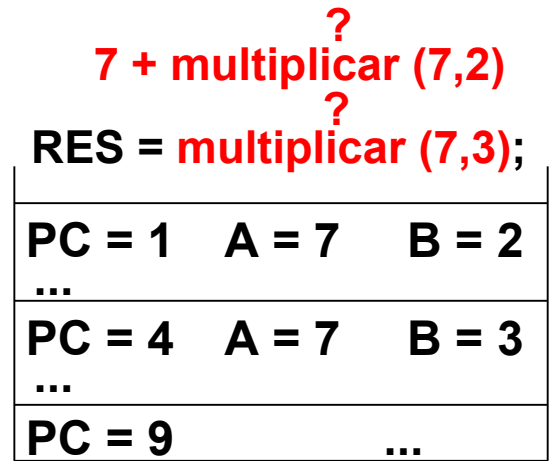 ?
7 + multiplicar (7,2)
?
RES = multiplicar (7,3);
PC = 1 A = 7 B = 2
...
PC = 4 A = 7 B = 3
...
PC = 9 ...